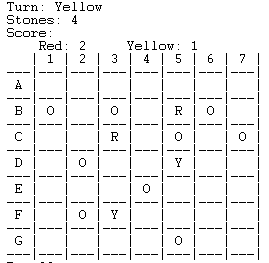 Turn: Yellow
Stones: 4
Score:
Red: 2 Yellow: 1
| 1 | 2 | 3 | 4 | 5 | 6 | 7 |
---|---|---|---|---|---|---|---|
A | | | | | | | |
---|---|---|---|---|---|---|---|
B | O | | O | | R | O | |
---|---|---|---|---|---|---|---|
C | | | R | | O | | O |
---|---|---|---|---|---|---|---|
D | | O | | | Y | | |
---|---|---|---|---|---|---|---|
E | | | | O | | | |
---|---|---|---|---|---|---|---|
F | | O | Y | | | | |
---|---|---|---|---|---|---|---|
G | | | | | O | | |
---|---|---|---|---|---|---|---|